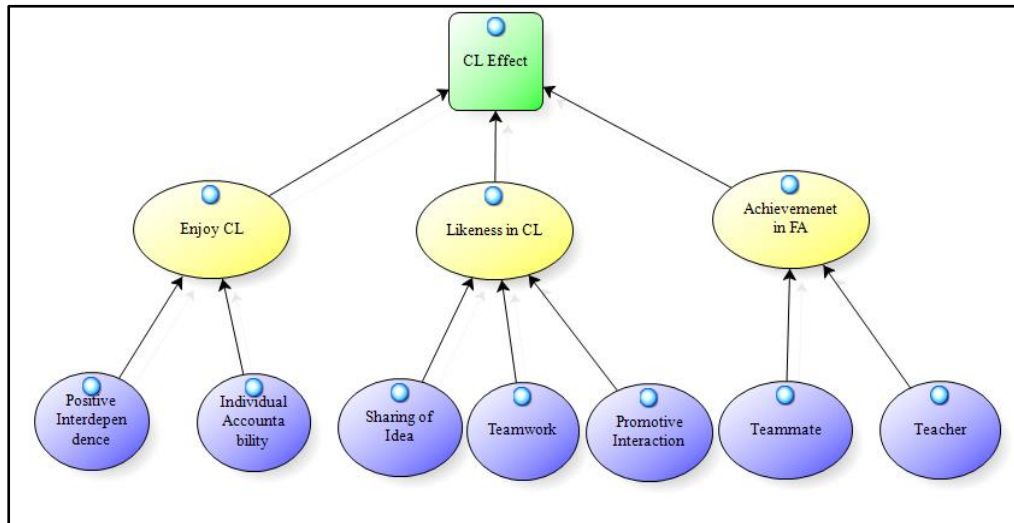 CL Effect
Enjoy CL
Likeness in CL
Achievemenet
in FA
Positive
Interdepen
dence
Individual
Accounta
bility
Sharing of
Idea
Teamwork
Promotive
Interaction
Teammate
Teacher